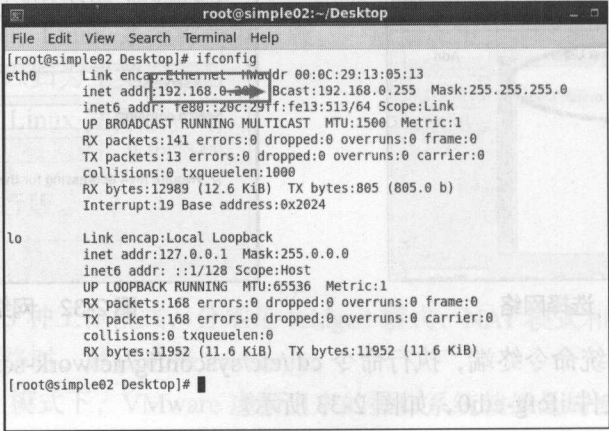 root@simple02:~/Desktop
File Edit View Search Terminal Help
[root@simple02 Desktop]# ifconfig
eth0 Link encap:Ethernet HWaddr 00:0C:29:13:05:13
inet addr:192.168.0. Bcast:192.168.0.255 Mask:255.255.255.0
inet6 addr: fe80::20c:29ff:fe13:513/64 Scope:Link
UP BROADCAST RUNNING MULTICAST MTU:1500 Metric:1
RX packets:141 errors:0 dropped:0 overruns:0 frame:0
TX packets:13 errors:0 dropped:0 overruns:0 carrier:0
collisions:0 txqueuelen:1000
RX bytes:12989 (12.6 KiB) TX bytes:805 (805.0 b)
Interrupt:19 Base address:0x2024
lo Link encap:Local Loopback
inet addr:127.0.0.1 Mask:255.0.0.0
inet6 addr: ::1/128 Scope:Host
UP LOOPBACK RUNNING MTU:65536 Metric:1
RX packets:168 errors:0 dropped:0 overruns:0 frame:0
TX packets:168 errors:0 dropped:0 overruns:0 carrier:0
collisions:0 txqueuelen:0
RX bytes:11952 (11.6 KiB) TX bytes:11952 (11.6 KiB)
[root@simple02 Desktop]#